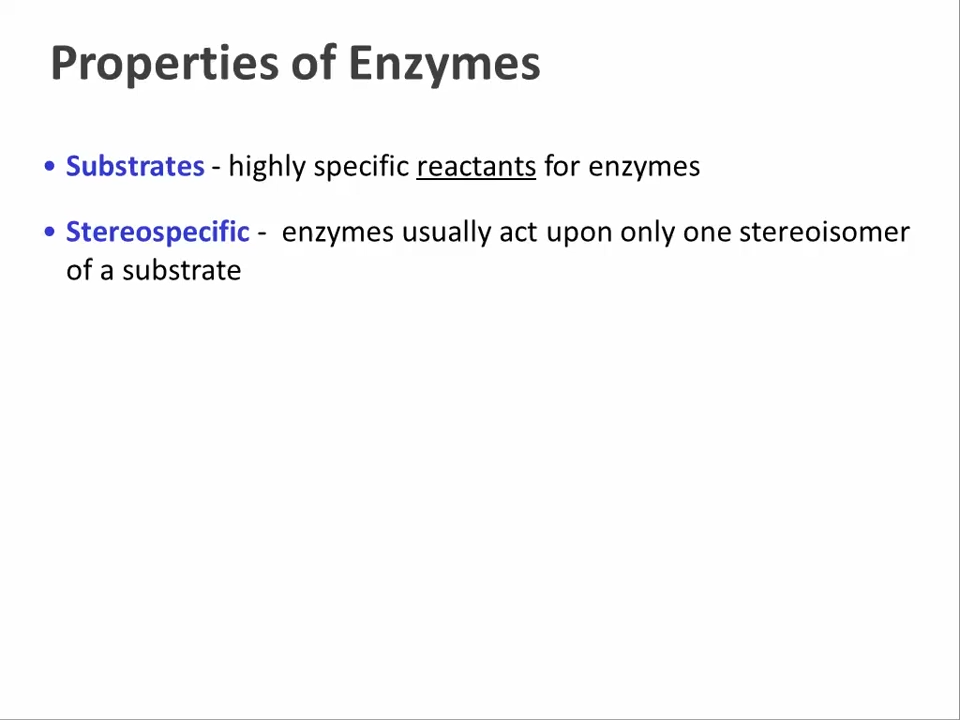 Properties of Enzymes
• Substrates - highly specific reactants for enzymes
• Stereospecific -  enzymes usually act upon only one stereoisomer
of a substrate